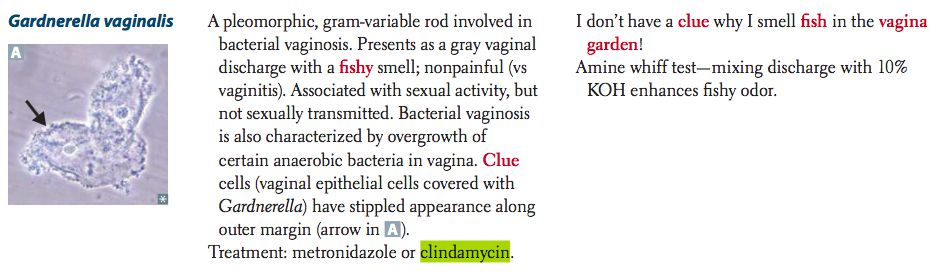 Gardnerella vaginalis
A
A pleomorphic, gram-variable rod involved in
bacterial vaginosis. Presents as a gray vaginal
discharge with a fishy smell; nonpainful (vs
vaginitis). Associated with sexual activity, but
not sexually transmitted. Bacterial vaginosis
is also characterized by overgrowth of
certain anaerobic bacteria in vagina. Clue
cells (vaginal epithelial cells covered with
Gardnerella) have stippled appearance along
outer margin (arrow in A).
Treatment: metronidazole or clindamycin.
I don’t have a clue why I smell fish in the vagina
garden!
Amine whiff test—mixing discharge with 10%
KOH enhances fishy odor.